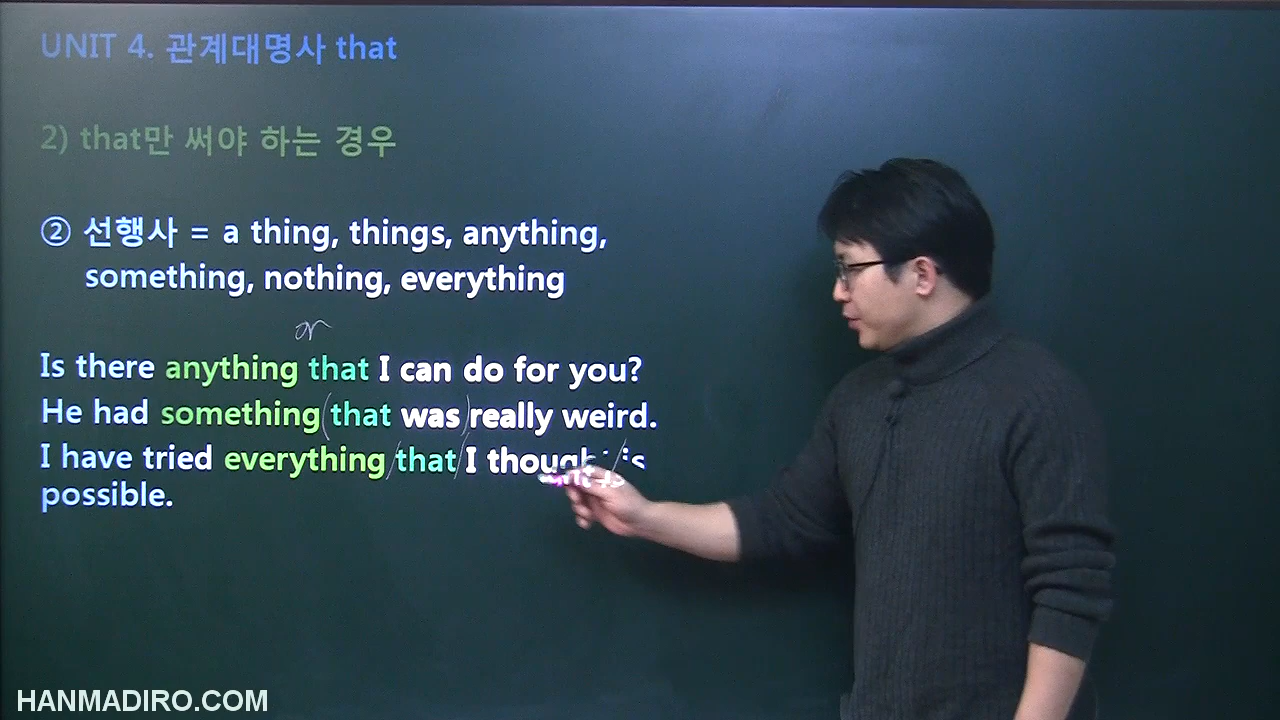 UNIT 4. 관계대명사 that
2) that만 써야 하는 경우
② 선행사 = a thing, things, anything,
something, nothing, everything
or
Is there anything that I can do for you?
He had something (that was) really weird.
I have tried everything / that / I thought / is
possible.
HANMADIRO.COM